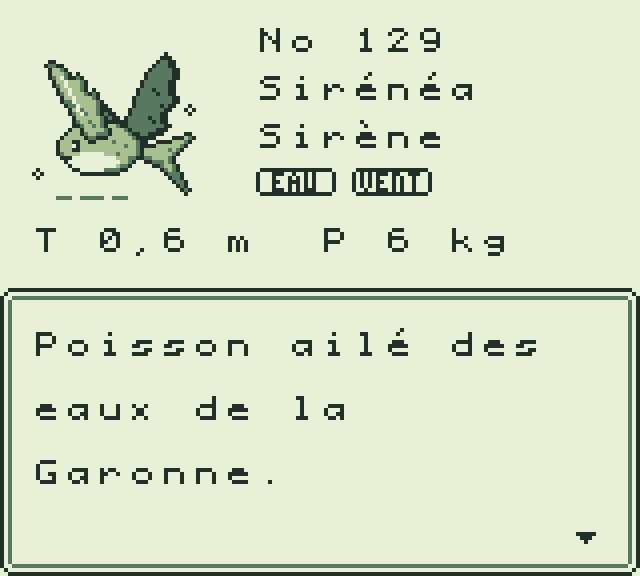 No 129
Sirénéa
Sirène
EAU VENT
T 0,6 m P 6 kg
Poisson ailé des
eaux de la
Garonne.